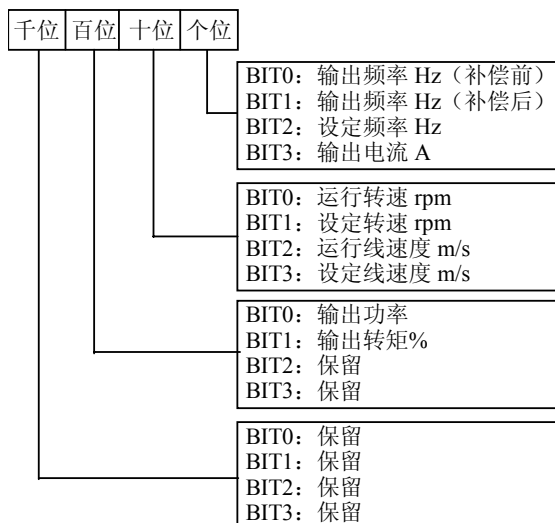 千位 百位 十位 个位
BIT0：输出频率 Hz（补偿前）
BIT1：输出频率 Hz（补偿后）
BIT2：设定频率 Hz
BIT3：输出电流 A
BIT0：运行转速 rpm
BIT1：设定转速 rpm
BIT2：运行线速度 m/s
BIT3：设定线速度 m/s
BIT0：输出功率
BIT1：输出转矩%
BIT2：保留
BIT3：保留
BIT0：保留
BIT1：保留
BIT2：保留
BIT3：保留